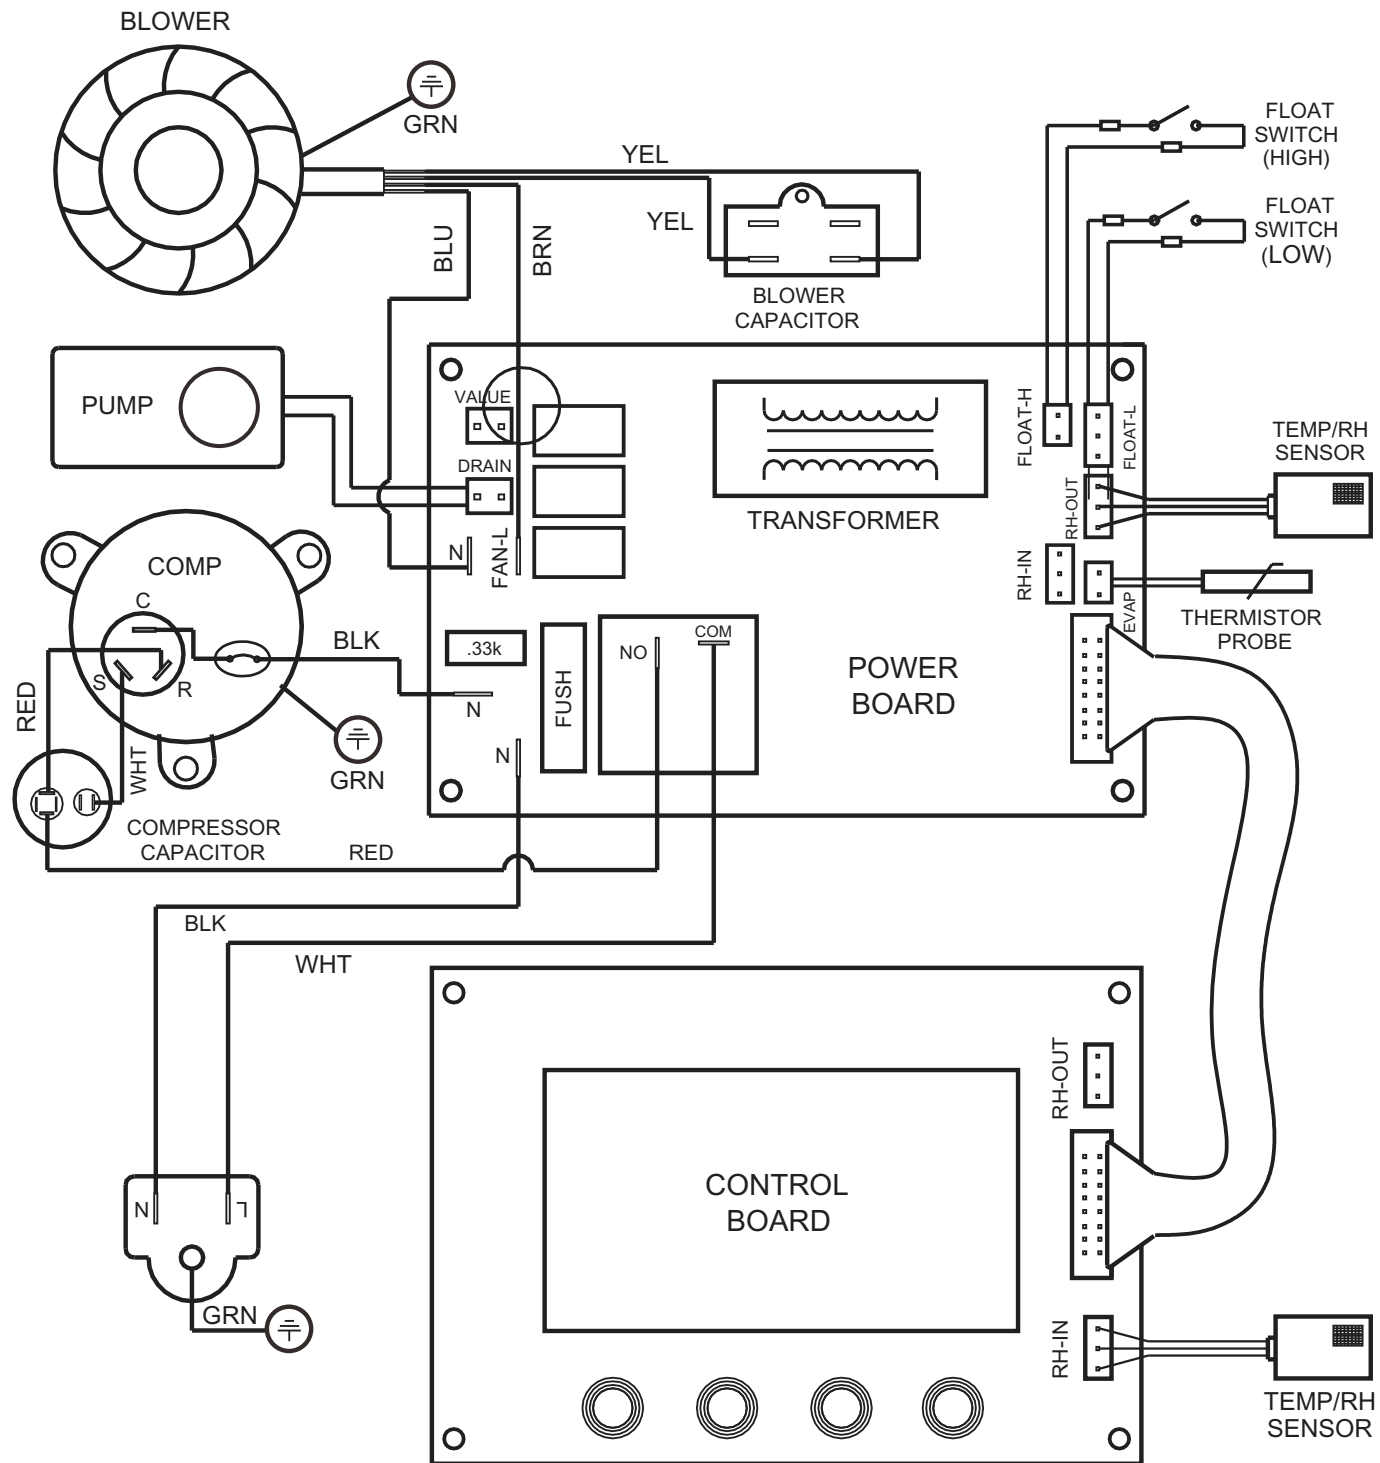 BLOWER
GRN
YEL
YEL
BLU
BRN
BLOWER
CAPACITOR
FLOAT
SWITCH
(HIGH)
FLOAT
SWITCH
(LOW)
PUMP
VALUE
DRAIN
N
FAN-L
TRANSFORMER
FLOAT-H
FLOAT-L
RH-OUT
RH-IN
EVAP
TEMP/RH
SENSOR
THERMISTOR
PROBE
COMP
C
S
R
BLK
RED
WHT
GRN
COMPRESSOR
CAPACITOR
.33k
N
N
FUSH
NO
COM
POWER
BOARD
RED
BLK
WHT
N
L
GRN
CONTROL
BOARD
RH-OUT
RH-IN
TEMP/RH
SENSOR